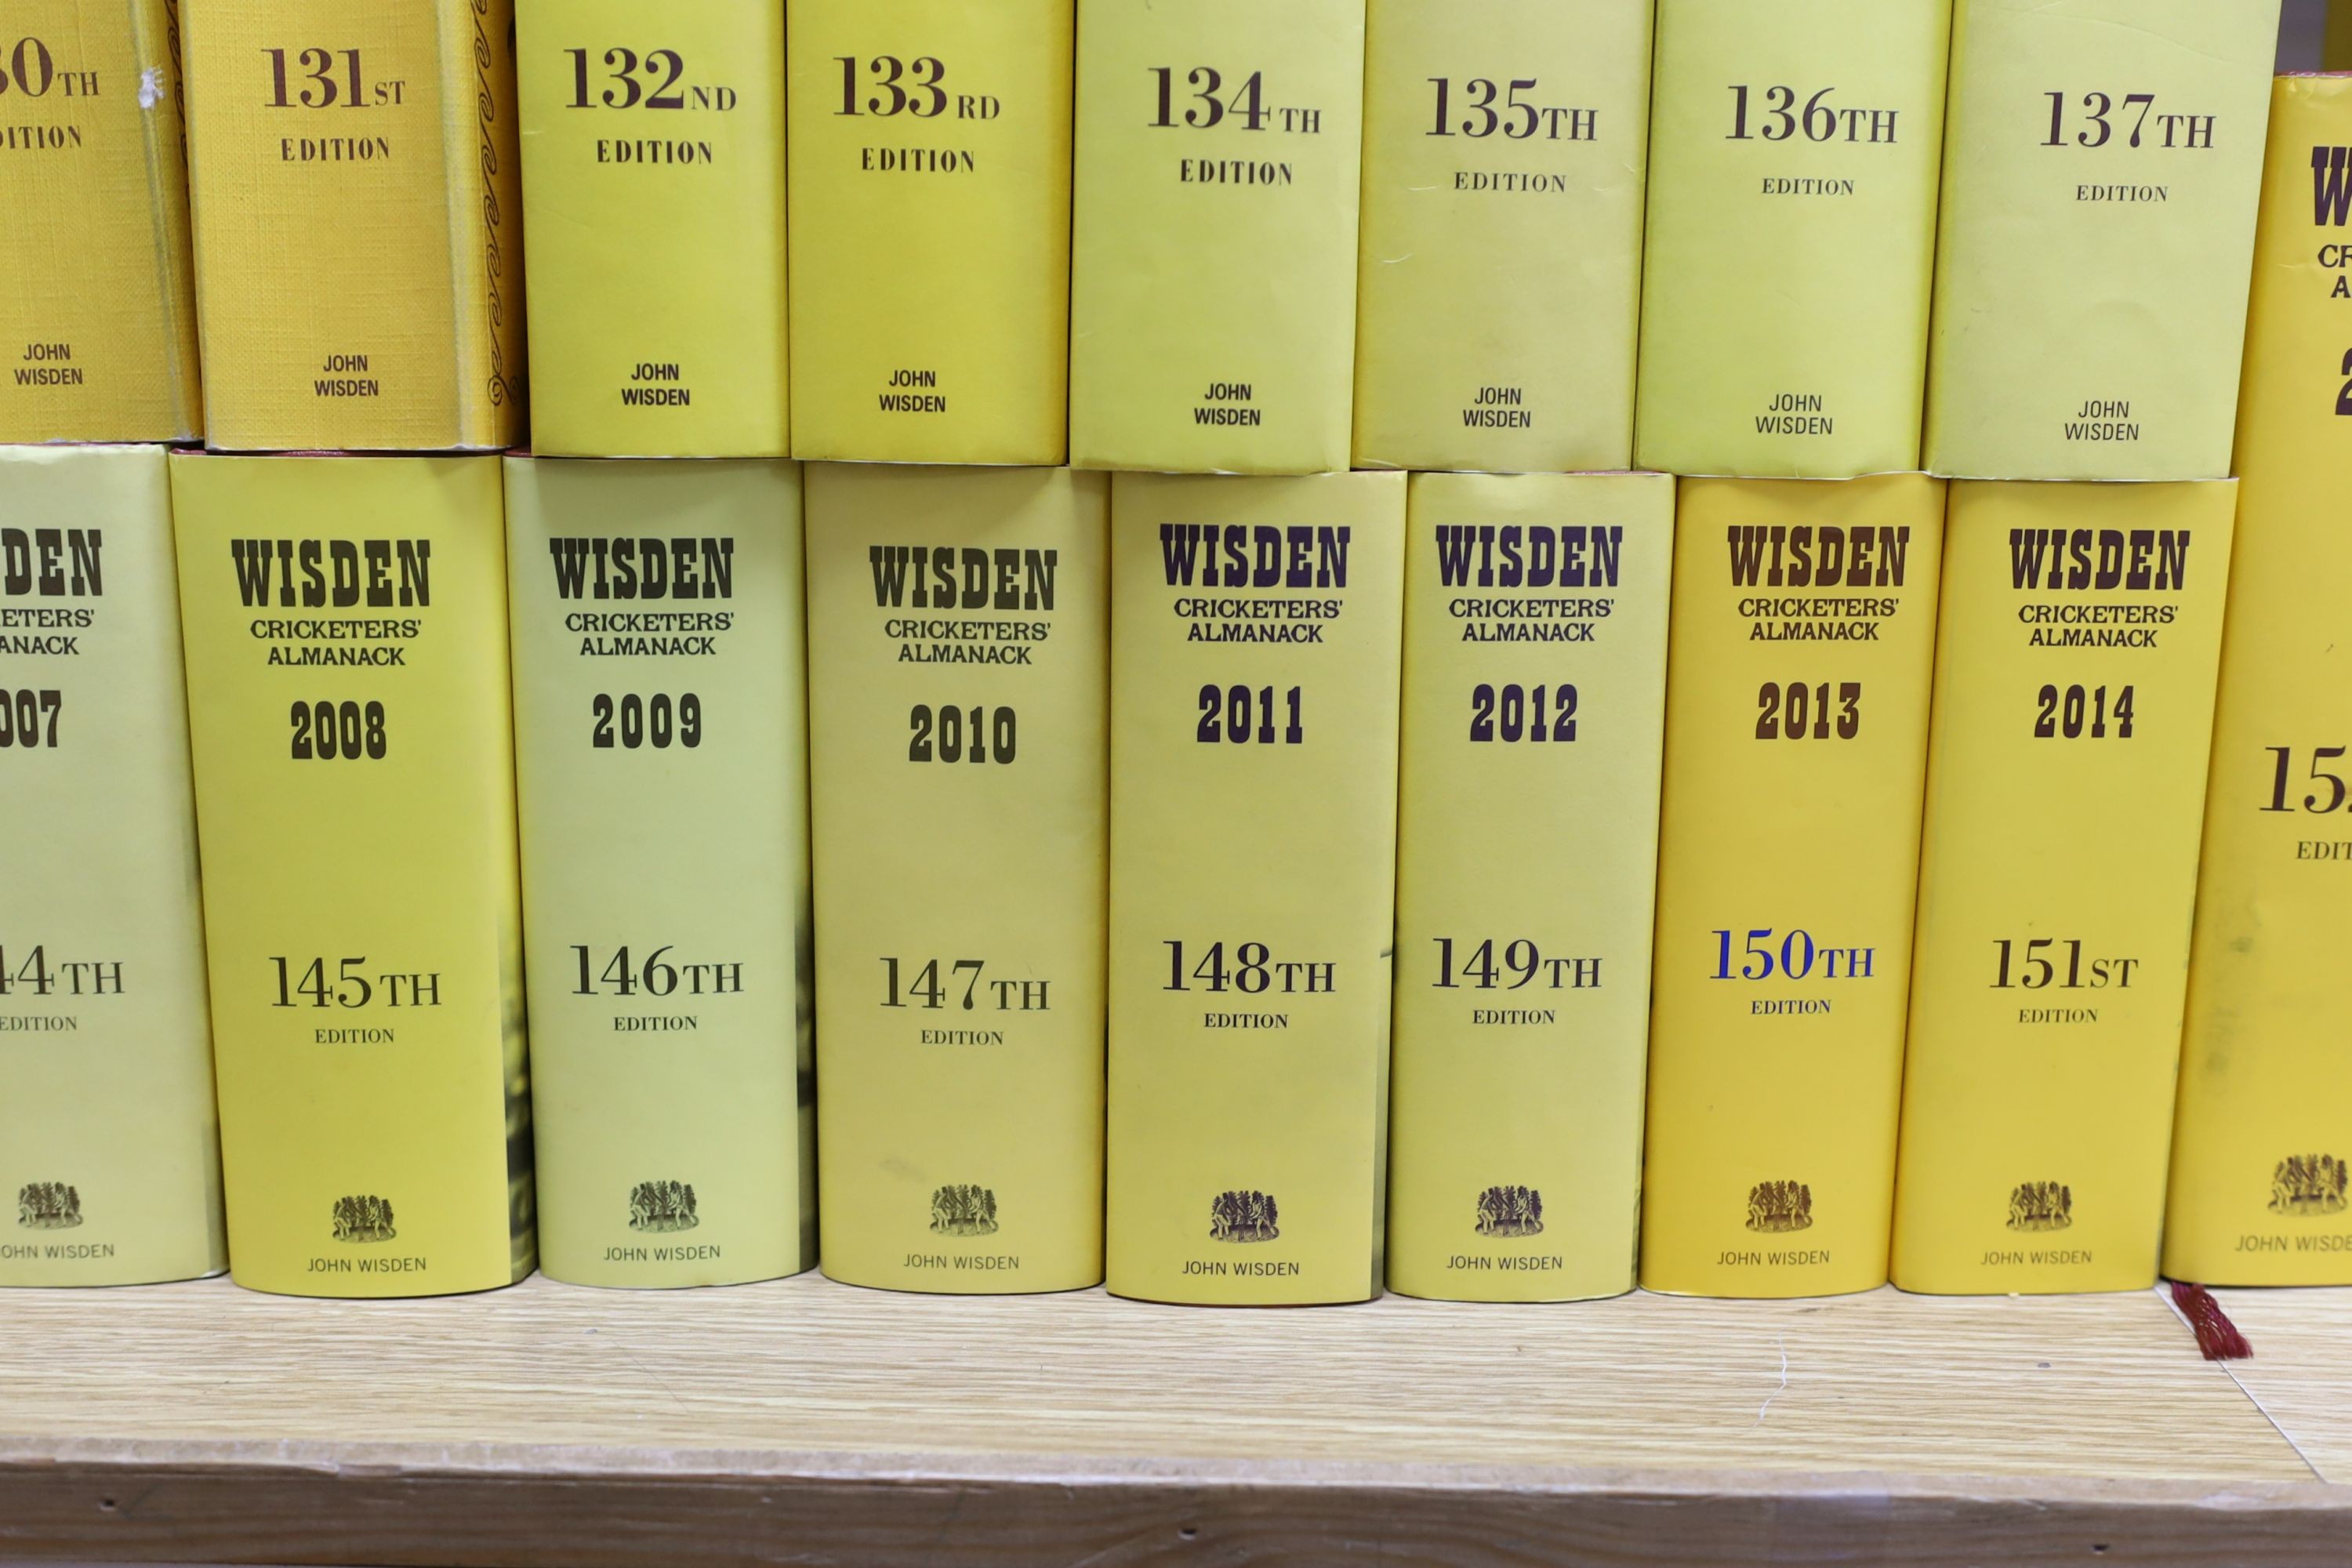 131ST
EDITION
JOHN
WISDEN
132ND
EDITION
JOHN
WISDEN
133RD
EDITION
JOHN
WISDEN
134TH
EDITION
JOHN
WISDEN
135TH
EDITION
JOHN
WISDEN
136TH
EDITION
JOHN
WISDEN
137TH
EDITION
JOHN
WISDEN
JOHN
WISDEN
WISDEN
CRICKETERS'
ALMANACK
2008
145TH
EDITION
JOHN WISDEN
WISDEN
CRICKETERS'
ALMANACK
2009
146TH
EDITION
JOHN WISDEN
WISDEN
CRICKETERS'
ALMANACK
2010
147TH
EDITION
JOHN WISDEN
WISDEN
CRICKETERS'
ALMANACK
2011
148TH
EDITION
JOHN WISDEN
WISDEN
CRICKETERS'
ALMANACK
2012
149TH
EDITION
JOHN WISDEN
WISDEN
CRICKETERS'
ALMANACK
2013
150TH
EDITION
JOHN WISDEN
WISDEN
CRICKETERS'
ALMANACK
2014
151ST
EDITION
JOHN WISDEN